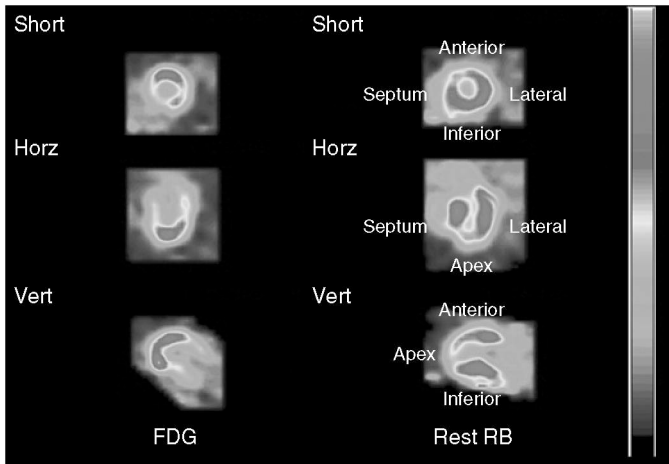 Short
Short
Anterior
Septum
Lateral
Inferior
Horz
Horz
Septum
Lateral
Apex
Vert
Vert
Anterior
Apex
Inferior
FDG
Rest RB